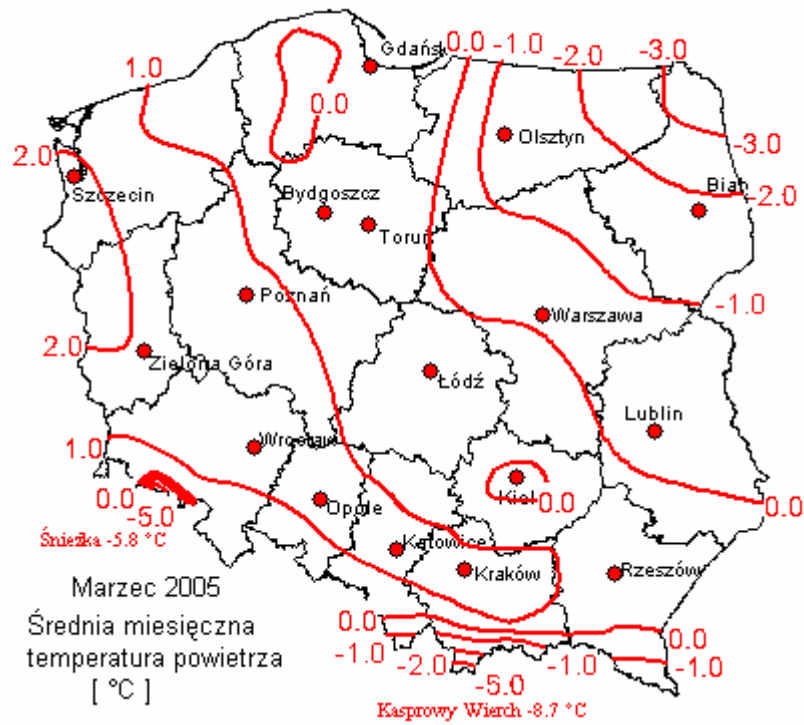 Gdańsk
0.0
-1.0
-2.0
-3.0
1.0
0.0
Olsztyn
-3.0
2.0
Szczecin
Bydgoszcz
Biał
-2.0
Toruń
Poznań
-1.0
Warszawa
2.0
Zielona Góra
Łódź
Lublin
1.0
Wrocław
0.0
-5.0
Opole
Kiel
0.0
0.0
Śnieżka -5.8 °C
Katowice
Kraków
Rzeszów
Marzec 2005
Średnia miesięczna
temperatura powietrza
[ °C ]
0.0
0.0
-1.0
-2.0
-1.0
-1.0
-5.0
Kasprowy Wierch -8.7 °C